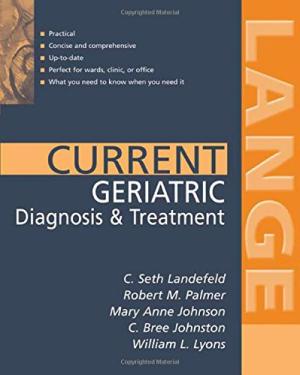 Practical
Concise and comprehensive
Up-to-date
Perfect for wards, clinic, or office
What you need to know when you need it
LANGE
CURRENT
GERIATRIC
Diagnosis & Treatment
C. Seth Landefeld
Robert M. Palmer
Mary Anne Johnson
C. Bree Johnston
William L. Lyons